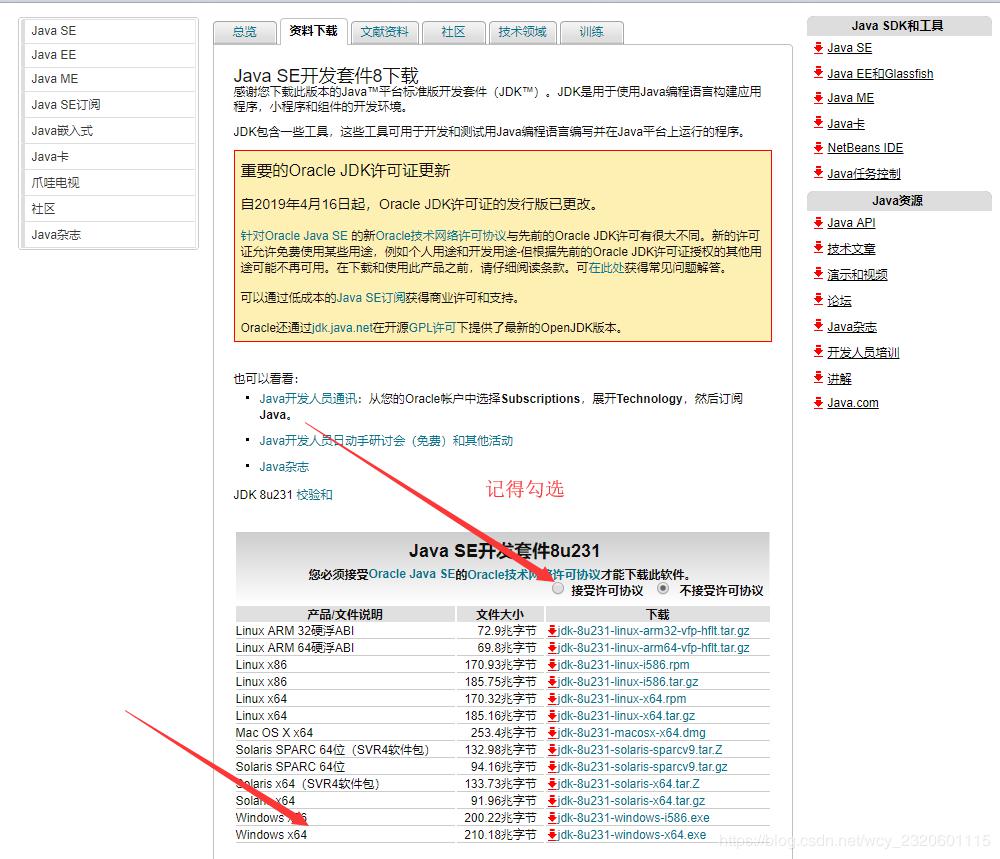 Java SE
Java EE
Java ME
Java SE订阅
Java嵌入式
Java卡
爪哇电视
社区
Java杂志
总览
资料下载
文献资料
社区
技术领域
训练
Java SE开发套件8下载
感谢您下载此版本的Java™平台标准版开发套件（JDK™）。JDK是用于使用Java编程语言构建应用
程序，小程序和组件的开发环境。
JDK包含一些工具，这些工具可用于开发和测试用Java编程语言编写并在Java平台上运行的程序。
重要的Oracle JDK许可证更新
自2019年4月16日起，Oracle JDK许可证的发行版已更改。
针对Oracle Java SE 的新Oracle技术网络许可协议与先前的Oracle JDK许可有很大不同。新的许可
证允许免费使用某些用途，例如个人用途和开发用途-但根据先前的Oracle JDK许可证授权的其他用
途可能不再可用。在下载和使用此产品之前，请仔细阅读条款。可在此处获得常见问题解答。
可以通过低成本的Java SE订阅获得商业许可和支持。
Oracle还通过jdk.java.net在开源GPL许可下提供了最新的OpenJDK版本。
也可以看看：
Java开发人员通讯：从您的Oracle帐户中选择Subscriptions，展开Technology，然后订阅
Java。
Java开发人员日动手研讨会（免费）和其他活动
Java杂志
JDK 8u231 校验和
记得勾选
Java SE开发套件8u231
您必须接受Oracle Java SE的Oracle技术网络许可协议才能下载此软件。
接受许可协议 不接受许可协议
产品/文件说明 文件大小 下载
Linux ARM 32硬浮ABI 72.9兆字节 jdk-8u231-linux-arm32-vfp-hflt.tar.gz
Linux ARM 64硬浮ABI 69.8兆字节 jdk-8u231-linux-arm64-vfp-hflt.tar.gz
Linux x86 170.93兆字节 jdk-8u231-linux-i586.rpm
Linux x86 185.75兆字节 jdk-8u231-linux-i586.tar.gz
Linux x64 170.32兆字节 jdk-8u231-linux-x64.rpm
Linux x64 185.16兆字节 jdk-8u231-linux-x64.tar.gz
Mac OS X x64 253.4兆字节 jdk-8u231-macosx-x64.dmg
Solaris SPARC 64位（SVR4软件包） 132.98兆字节 jdk-8u231-solaris-sparcv9.tar.Z
Solaris SPARC 64位 94.16兆字节 jdk-8u231-solaris-sparcv9.tar.gz
Solaris x64（SVR4软件包） 133.73兆字节 jdk-8u231-solaris-x64.tar.Z
Solaris x64 91.96兆字节 jdk-8u231-solaris-x64.tar.gz
Windows x86 200.22兆字节 jdk-8u231-windows-i586.exe
Windows x64 210.18兆字节 jdk-8u231-windows-x64.exe
Java SDK和工具
Java SE
Java EE和Glassfish
Java ME
Java卡
NetBeans IDE
Java任务控制
Java资源
Java API
技术文章
演示和视频
论坛
Java杂志
开发人员培训
讲解
Java.com
https://blog.csdn.net/wcy_2320601115